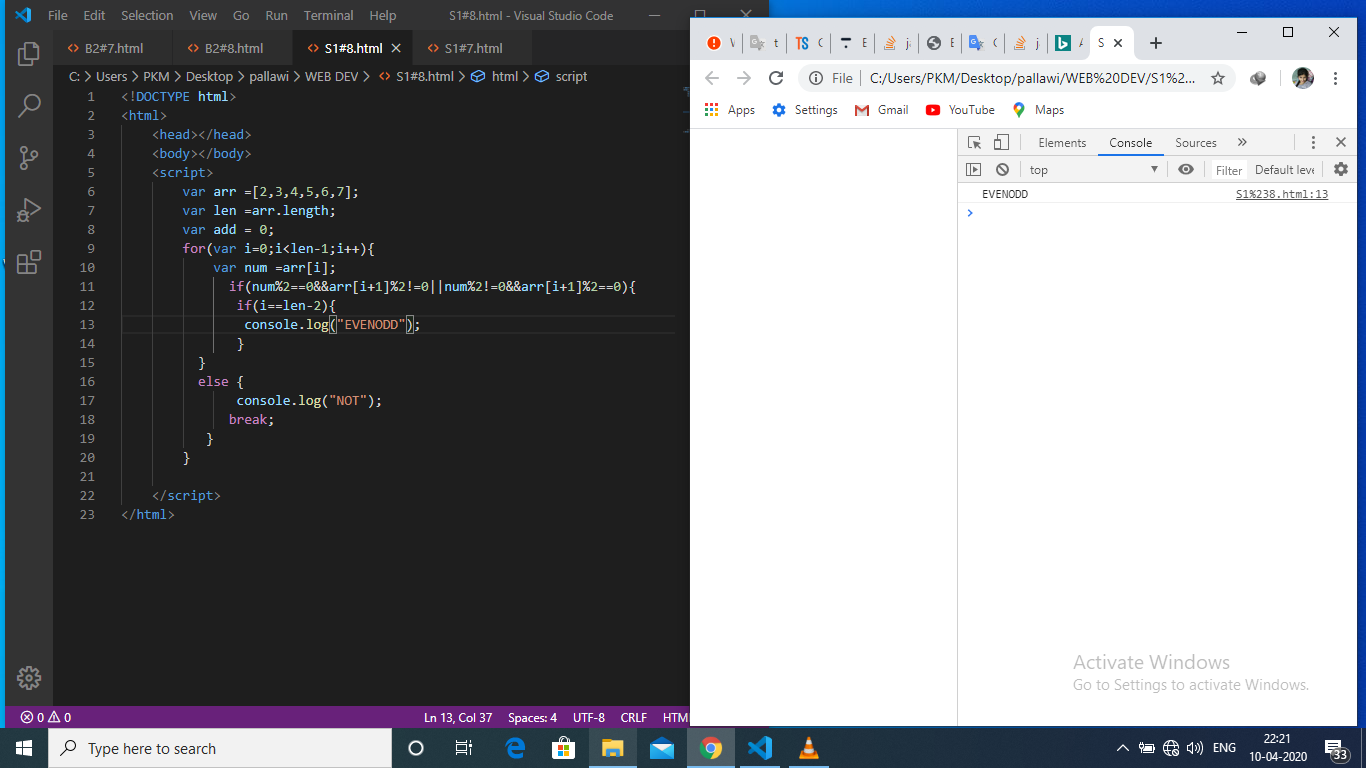 File Edit Selection View Go Run Terminal Help S1#8.html - Visual Studio Code
B2#7.html B2#8.html S1#8.html S1#7.html
C: > Users > PKM > Desktop > pallawi > WEB DEV > S1#8.html > html > script
1 <!DOCTYPE html>
2 <html>
3 <head></head>
4 <body></body>
5 <script>
6 var arr =[2,3,4,5,6,7];
7 var len =arr.length;
8 var add = 0;
9 for(var i=0;i<len-1;i++){
10 var num =arr[i];
11 if(num%2==0&&arr[i+1]%2!=0||num%2!=0&&arr[i+1]%2==0){
12 if(i==len-2){
13 console.log("EVENODD");
14 }
15 }
16 else {
17 console.log("NOT");
18 break;
19 }
20 }
21
22 </script>
23 </html>
0 0 Ln 13, Col 37 Spaces: 4 UTF-8 CRLF HTM
File C:/Users/PKM/Desktop/pallawi/WEB%20DEV/S1%2...
Apps Settings Gmail YouTube Maps
Elements Console Sources »
top Filter Default leve
EVENODD S1%238.html:13
>
Activate Windows
Go to Settings to activate Windows.
Type here to search
ENG 22:21
10-04-2020 33